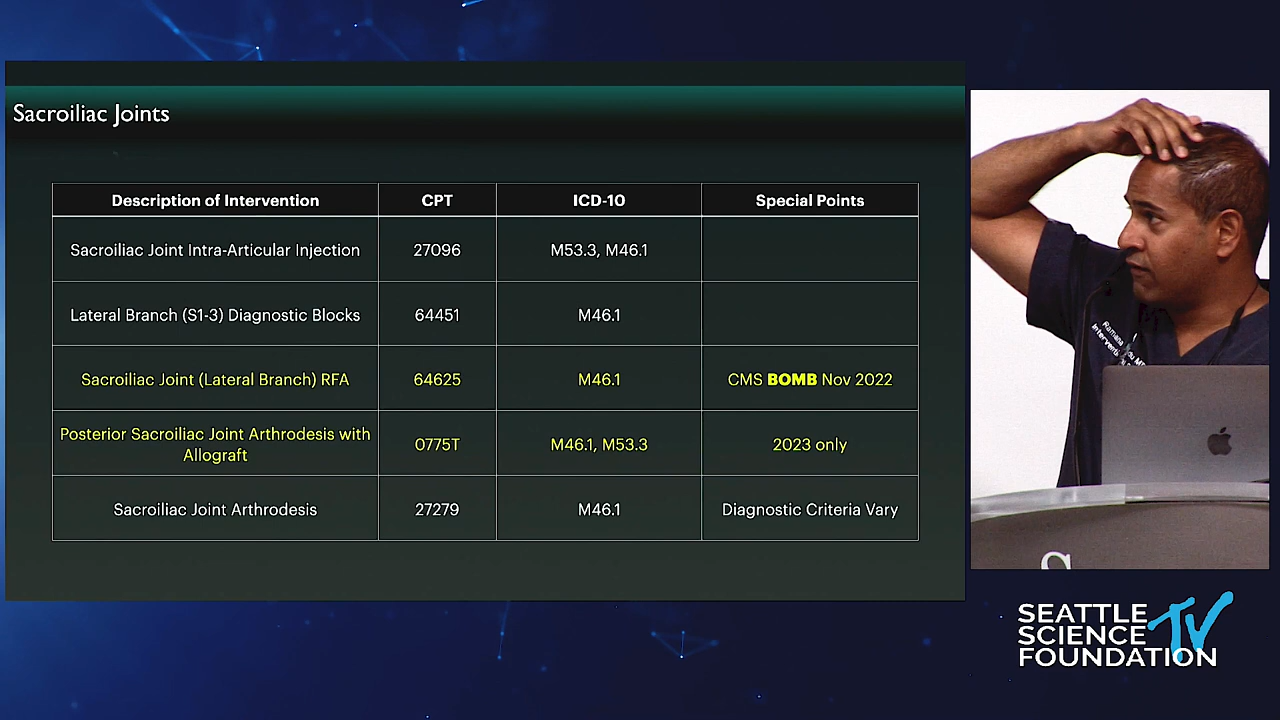 Sacroiliac Joints
Description of Intervention CPT ICD-10 Special Points
Sacroiliac Joint Intra-Articular Injection 27096 M53.3, M46.1
Lateral Branch (S1-3) Diagnostic Blocks 64451 M46.1
Sacroiliac Joint (Lateral Branch) RFA 64625 M46.1 CMS BOMB Nov 2022
Posterior Sacroiliac Joint Arthrodesis with
Allograft 0775T M46.1, M53.3 2023 only
Sacroiliac Joint Arthrodesis 27279 M46.1 Diagnostic Criteria Vary
Ramana
S
SEATTLE
SCIENCE TV
FOUNDATION